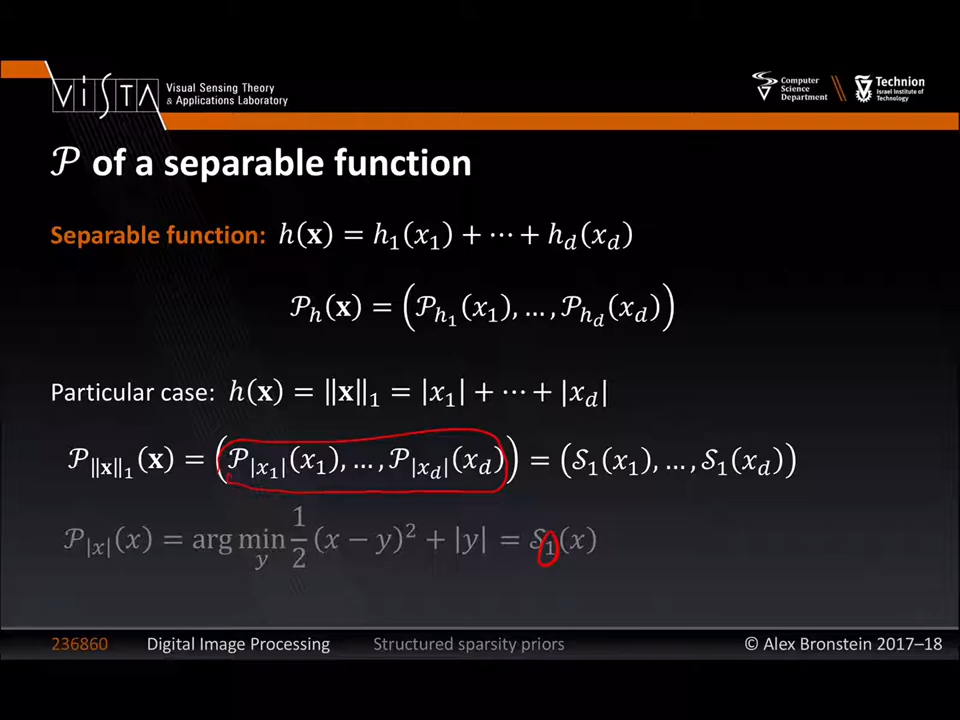 ViSTA Visual Sensing Theory & Applications Laboratory
Computer Science Department
Technion Israel Institute of Technology
𝒫 of a separable function
Separable function: h(𝐱) = h₁(x₁) + ⋯ + h_d(x_d)
𝒫_h(𝐱) = (𝒫_{h₁}(x₁), … , 𝒫_{h_d}(x_d))
Particular case: h(𝐱) = ‖𝐱‖₁ = |x₁| + ⋯ + |x_d|
𝒫_{‖𝐱‖₁}(𝐱) = (𝒫_{|x₁|}(x₁), … , 𝒫_{|x_d|}(x_d)) = (𝒮₁(x₁), … , 𝒮₁(x_d))
𝒫_{|x|}(x) = arg min_y 1/2 (x − y)² + |y| = 𝒮₁(x)
236860 Digital Image Processing Structured sparsity priors © Alex Bronstein 2017–18